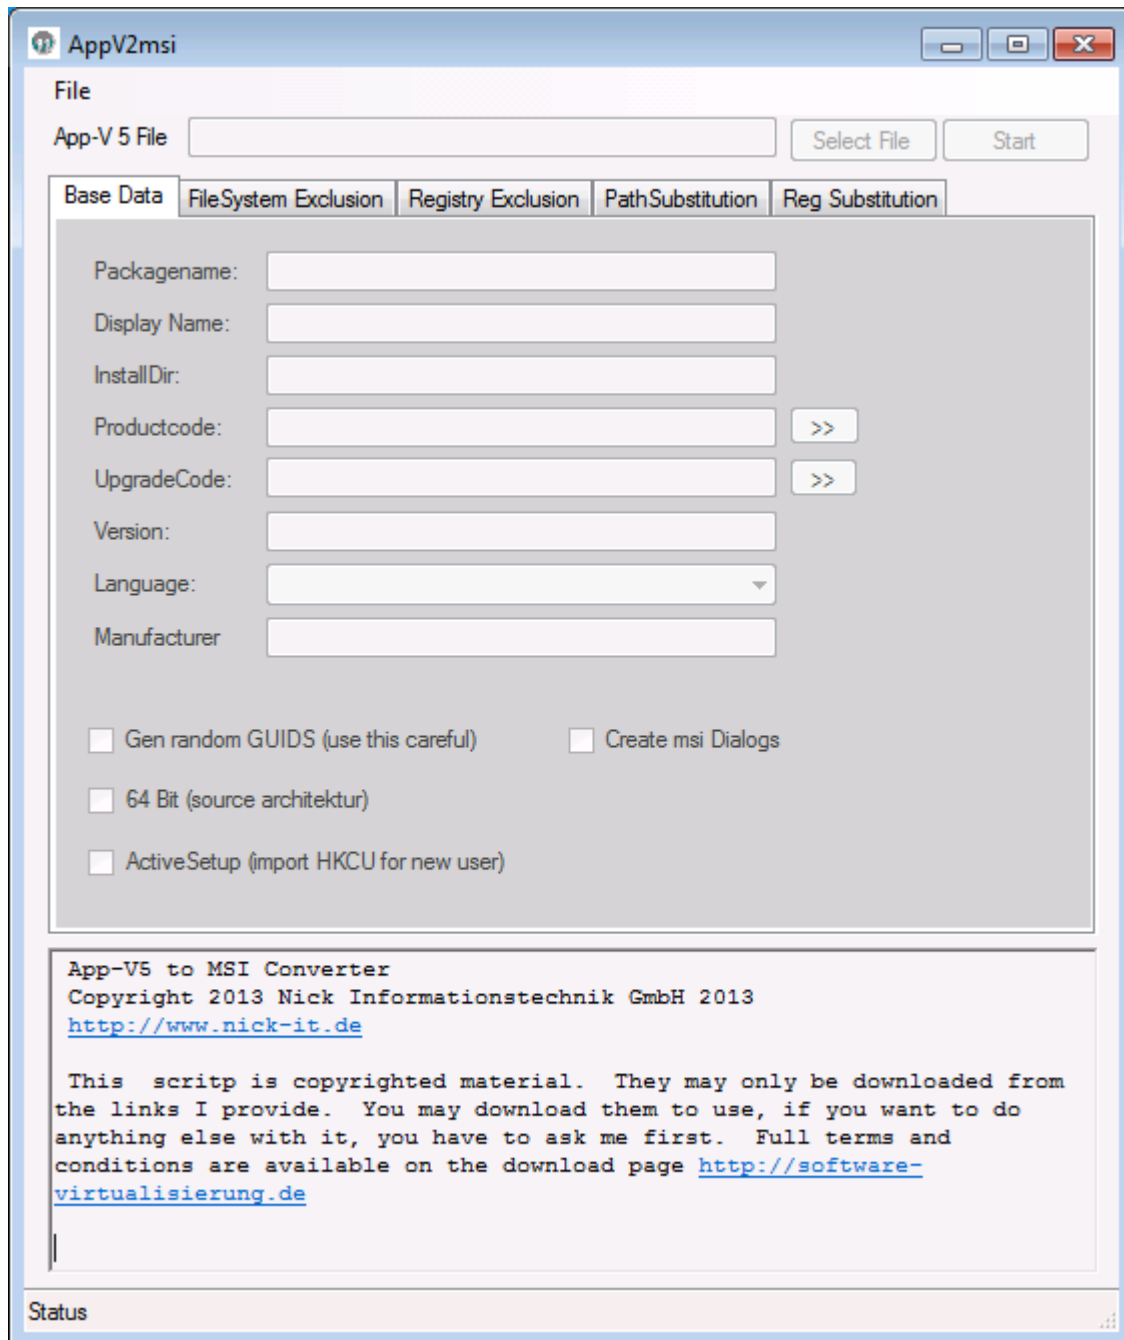 AppV2msi
File
App-V 5 File
Select File
Start
Base Data
FileSystem Exclusion
Registry Exclusion
PathSubstitution
Reg Substitution
Packagename:
Display Name:
InstallDir:
Productcode:
>>
UpgradeCode:
>>
Version:
Language:
Manufacturer
Gen random GUIDS (use this careful)
Create msi Dialogs
64 Bit (source architektur)
ActiveSetup (import HKCU for new user)
App-V5 to MSI Converter
Copyright 2013 Nick Informationstechnik GmbH 2013
http://www.nick-it.de
This  scritp is copyrighted material.  They may only be downloaded from
the links I provide.  You may download them to use, if you want to do
anything else with it, you have to ask me first.  Full terms and
conditions are available on the download page http://software-
virtualisierung.de
Status